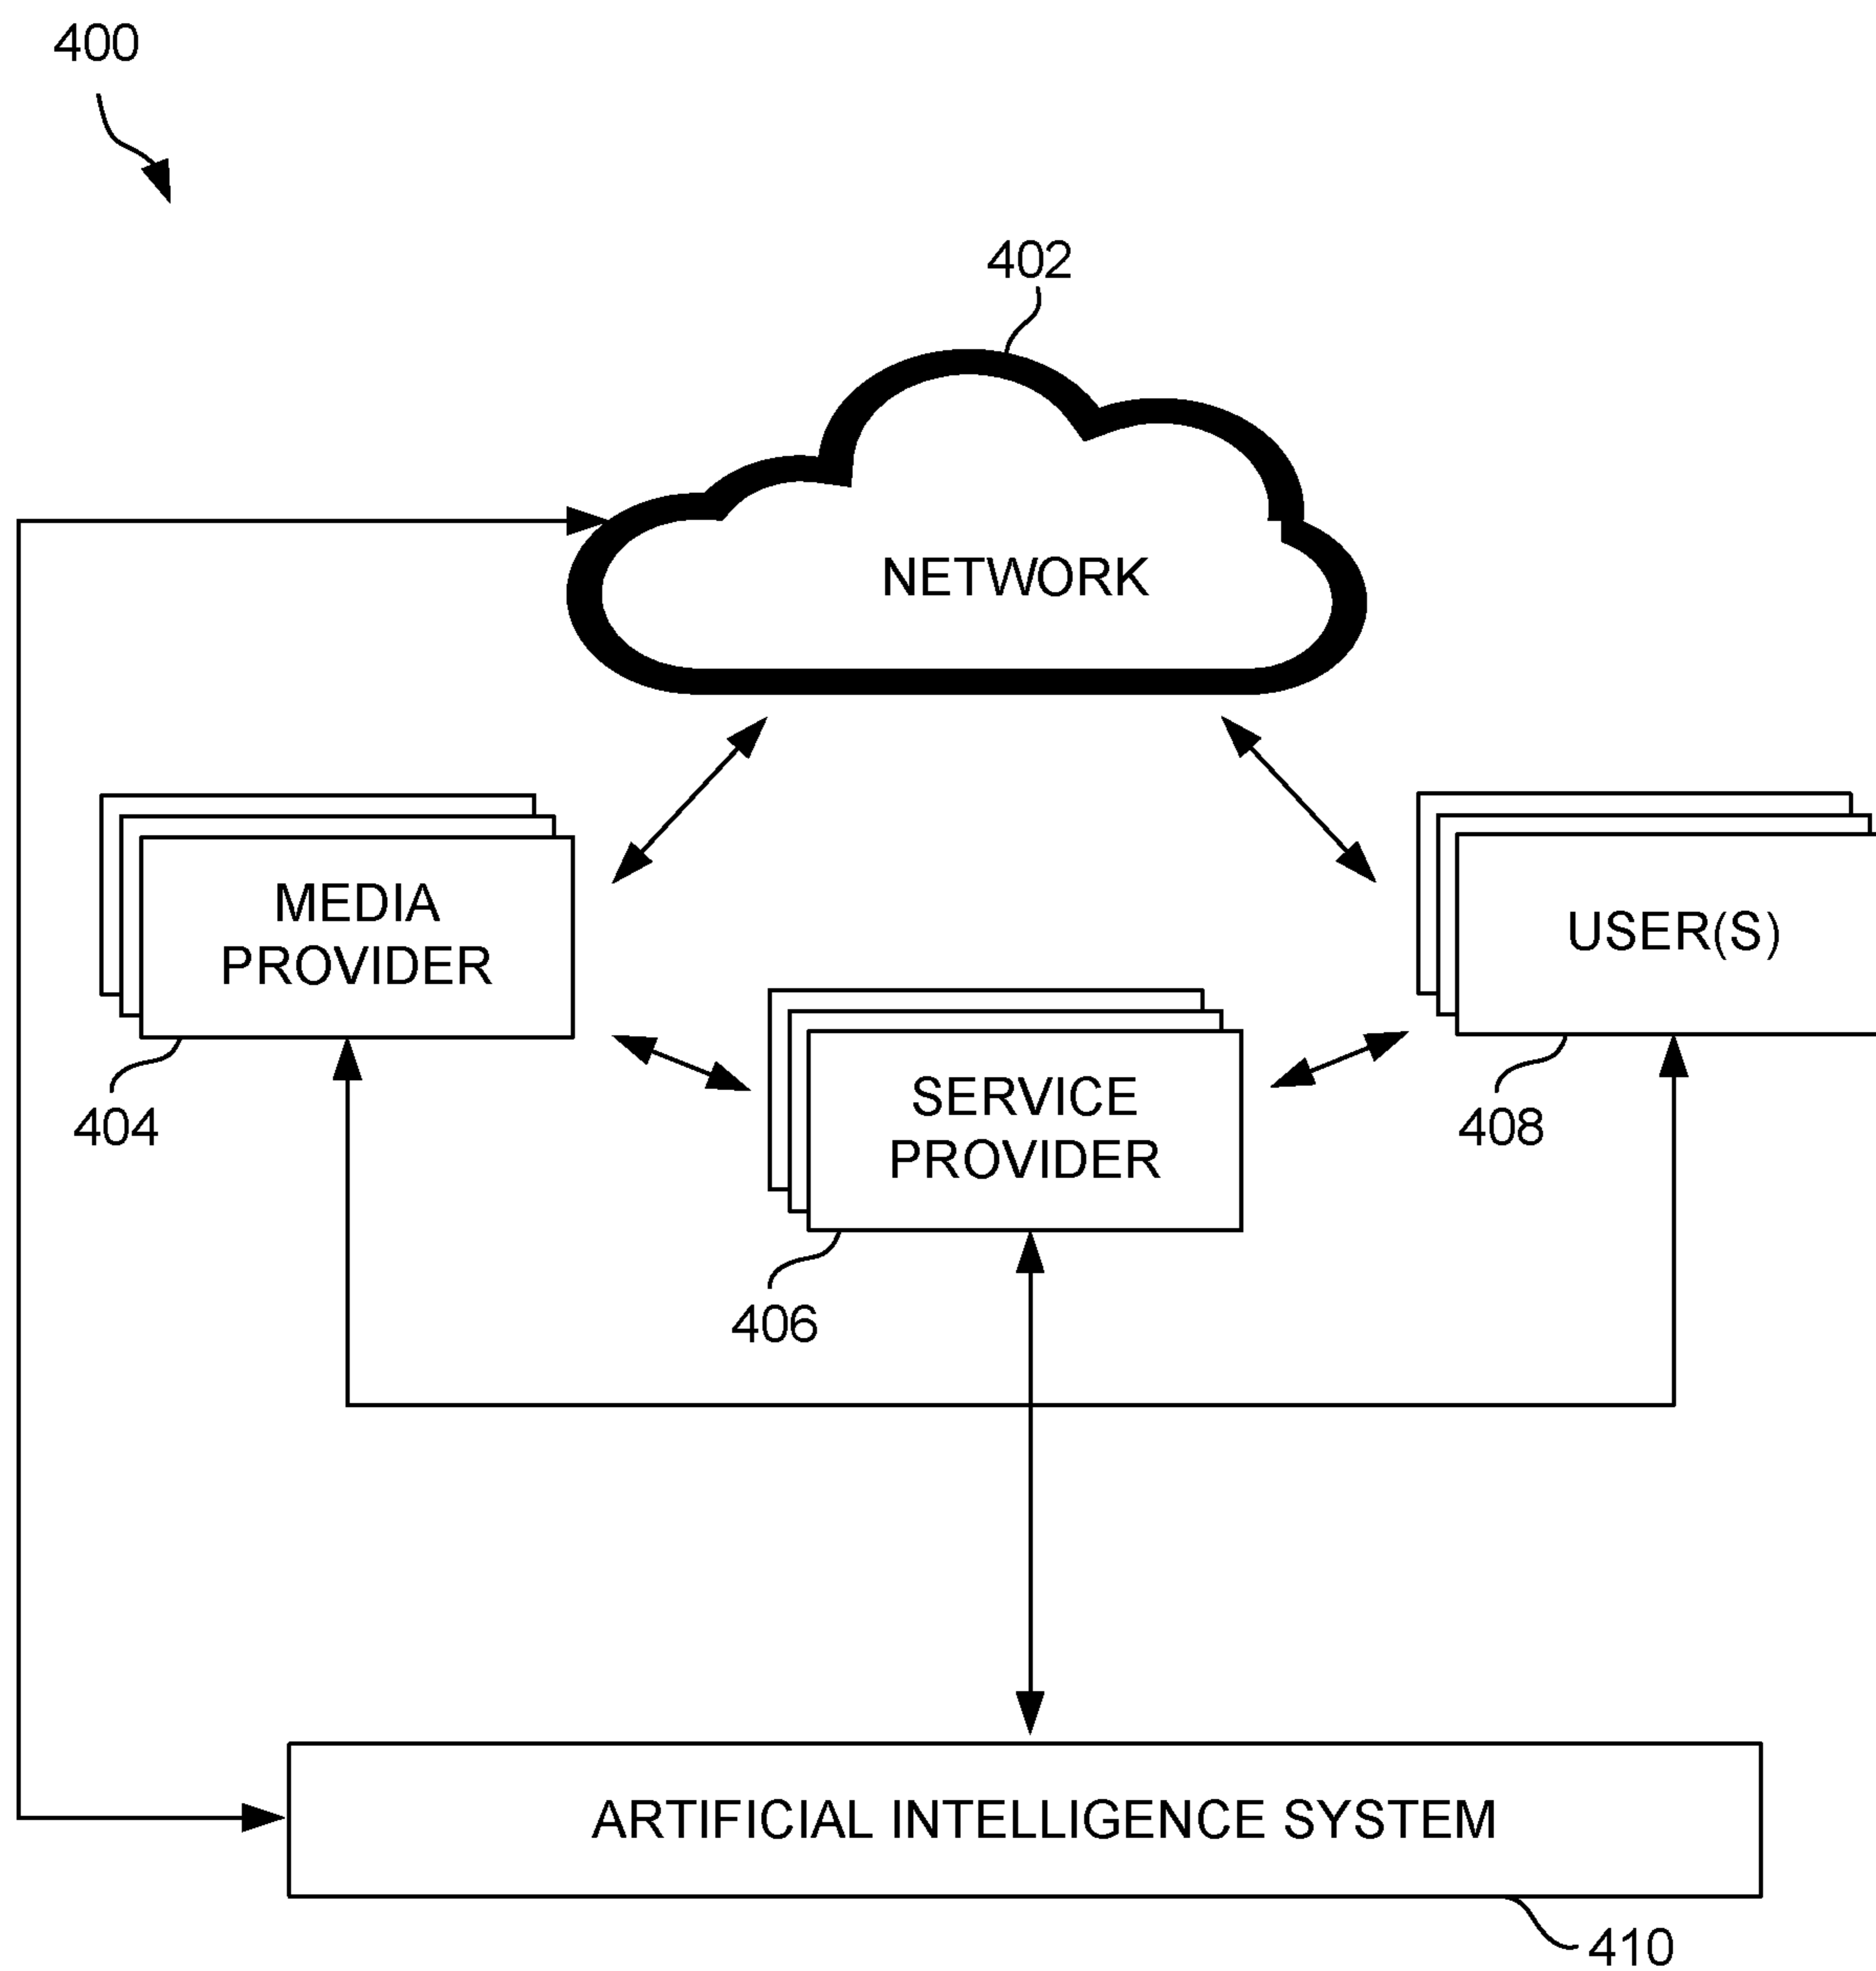 400
402
NETWORK
MEDIA
PROVIDER
USER(S)
SERVICE
PROVIDER
404
408
406
ARTIFICIAL INTELLIGENCE SYSTEM
410